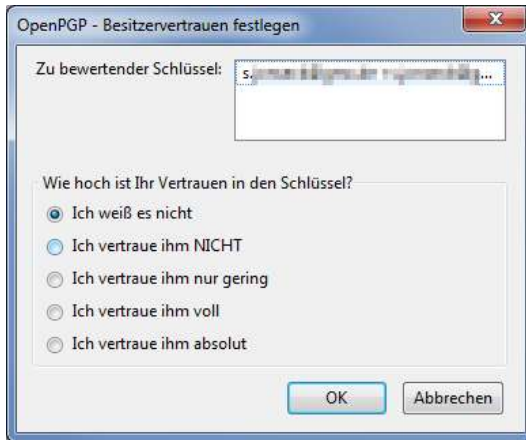 OpenPGP - Besitzervertrauen festlegen
Zu bewertender Schlüssel:
Wie hoch ist Ihr Vertrauen in den Schlüssel?
Ich weiß es nicht
Ich vertraue ihm NICHT
Ich vertraue ihm nur gering
Ich vertraue ihm voll
Ich vertraue ihm absolut
OK Abbrechen